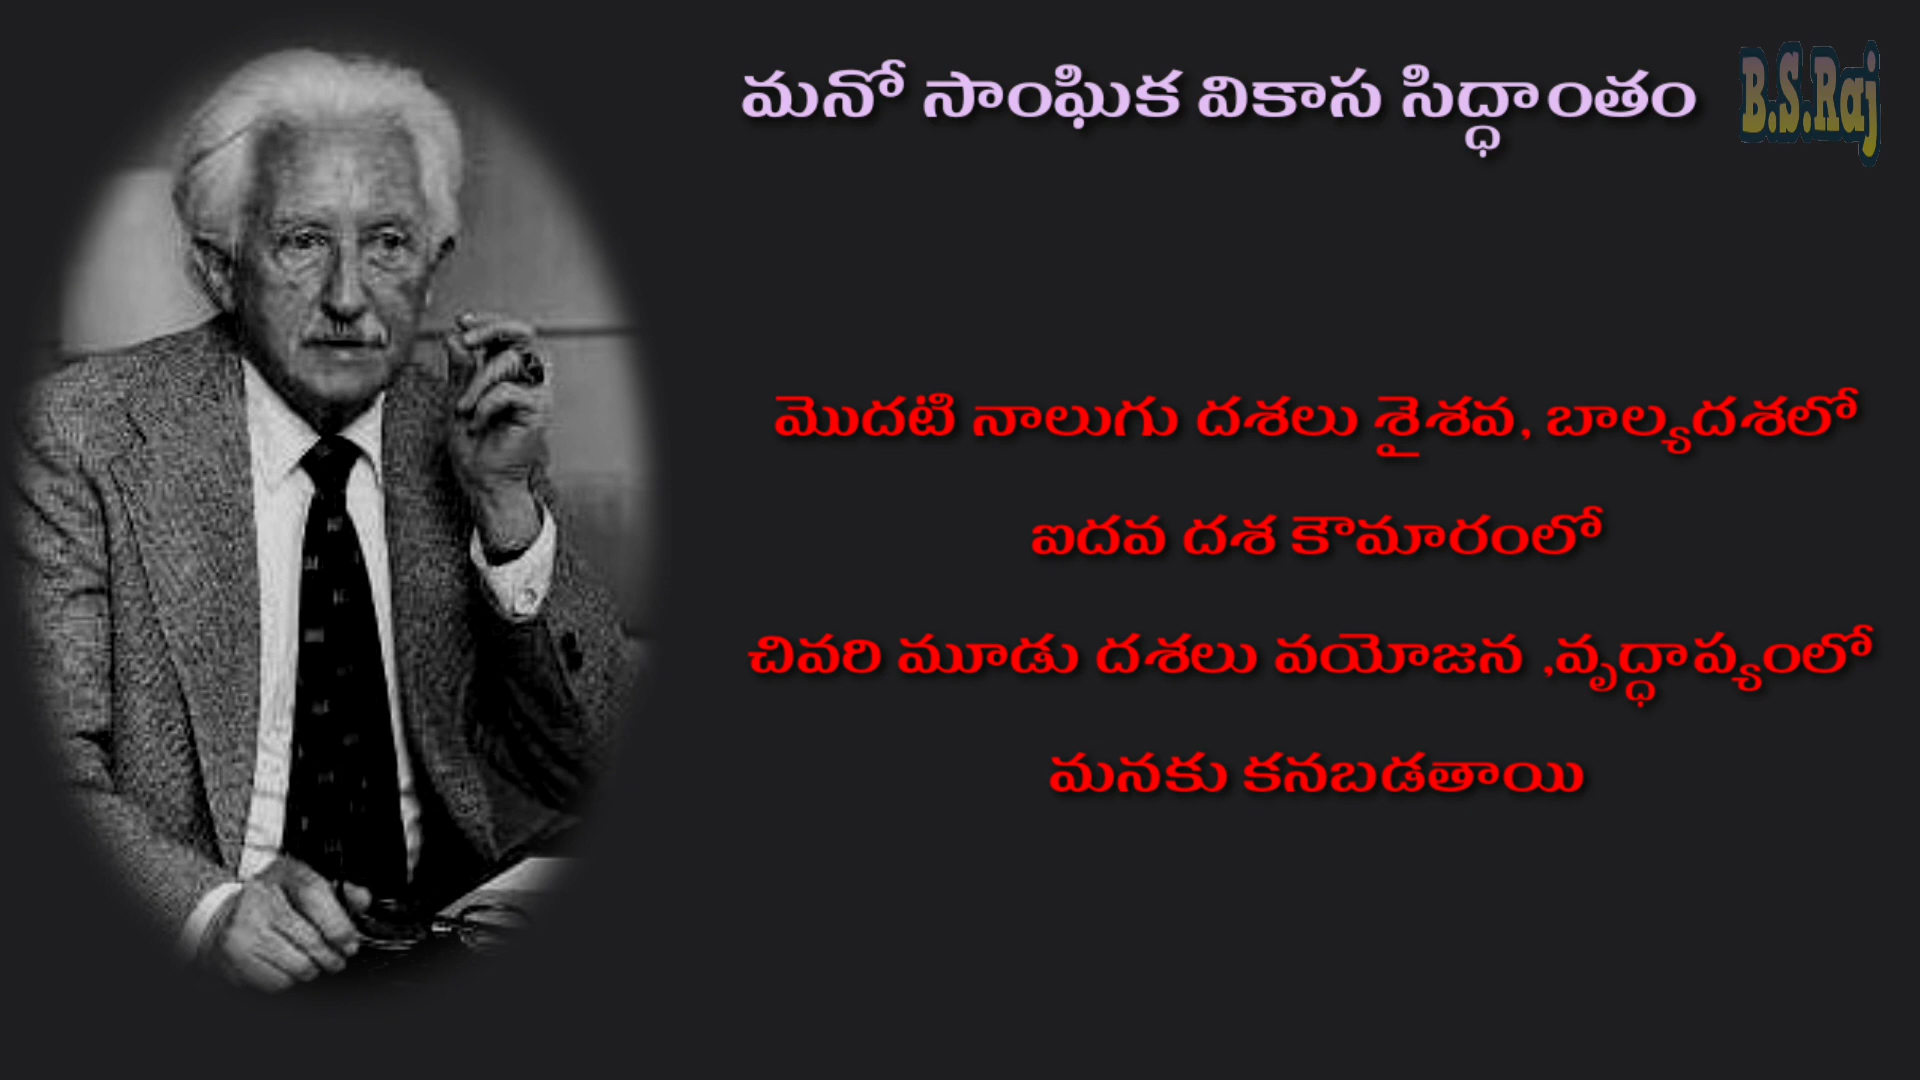 మనో సాంఘిక వికాస సిద్ధాంతం
B.S.Raj
మొదటి నాలుగు దశలు శైశవ, బాల్యదశలో
ఐదవ దశ కౌమారంలో
చివరి మూడు దశలు వయోజన ,వృద్ధాప్యంలో
మనకు కనబడతాయి